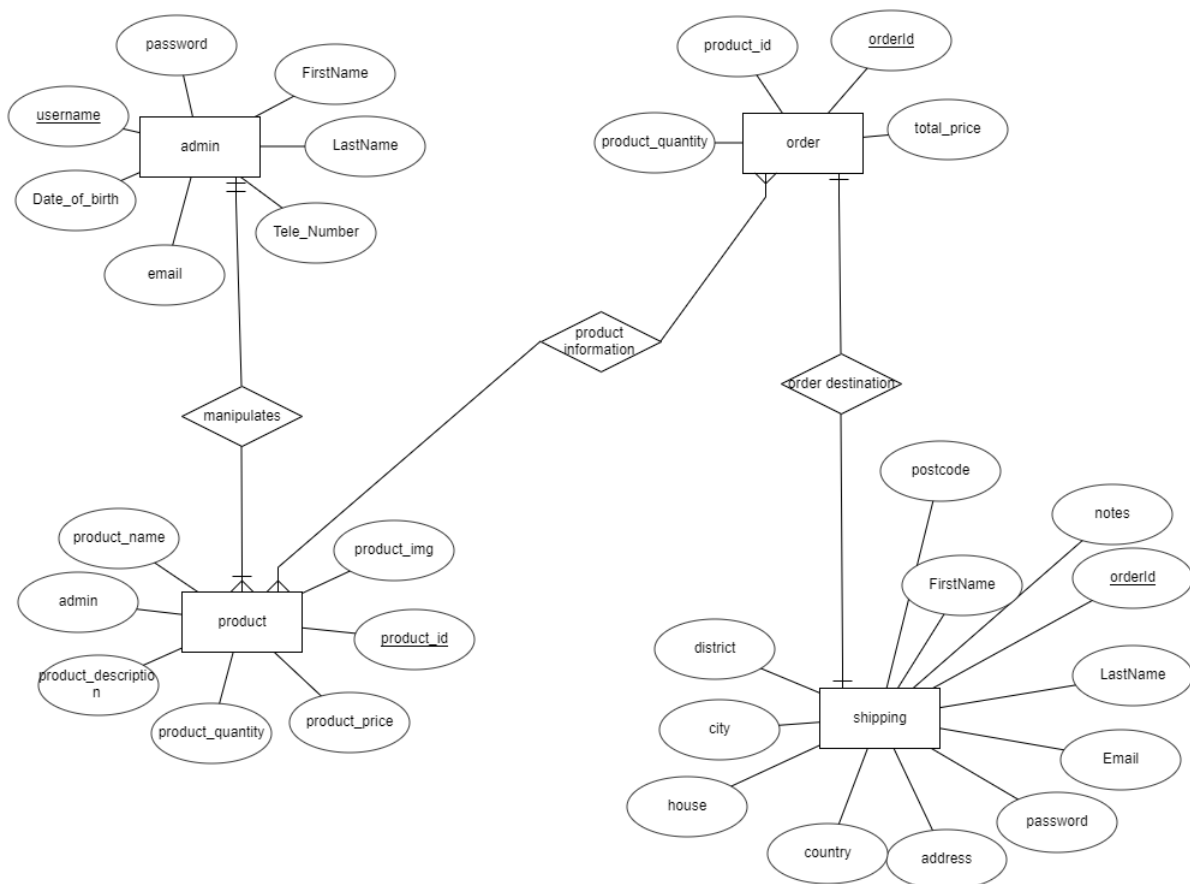 password
FirstName
username
admin
LastName
Date_of_birth
Tele_Number
email
product_id
orderId
product_quantity
order
total_price
product
information
order destination
manipulates
product_name
product_img
admin
product
product_id
product_descriptio
n
product_quantity
product_price
postcode
notes
FirstName
orderId
district
LastName
city
shipping
Email
house
password
country
address